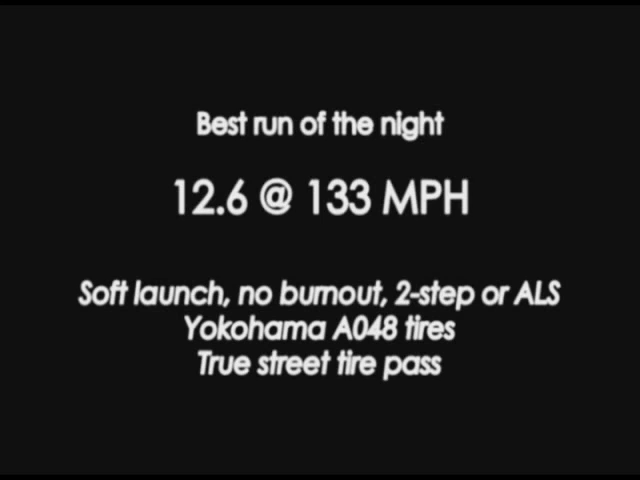 Best run of the night
12.6 @ 133 MPH
Soft launch, no burnout, 2-step or ALS
Yokohama A048 tires
True street tire pass